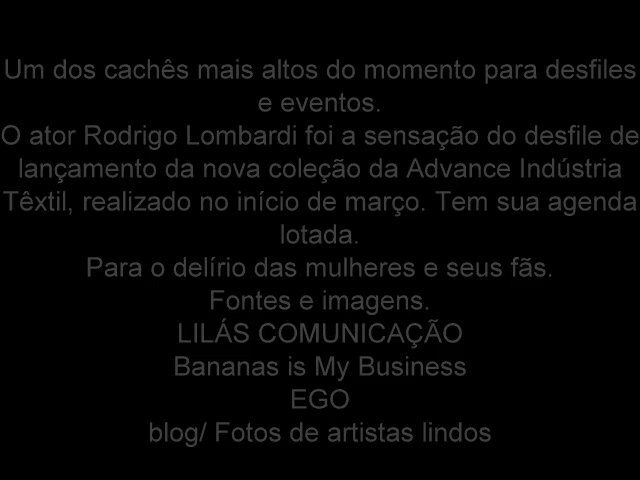 Um dos cachês mais altos do momento para desfiles
e eventos.
O ator Rodrigo Lombardi foi a sensação do desfile de
lançamento da nova coleção da Advance Indústria
Têxtil, realizado no início de março. Tem sua agenda
lotada.
Para o delírio das mulheres e seus fãs.
Fontes e imagens.
LILÁS COMUNICAÇÃO
Bananas is My Business
EGO
blog/ Fotos de artistas lindos